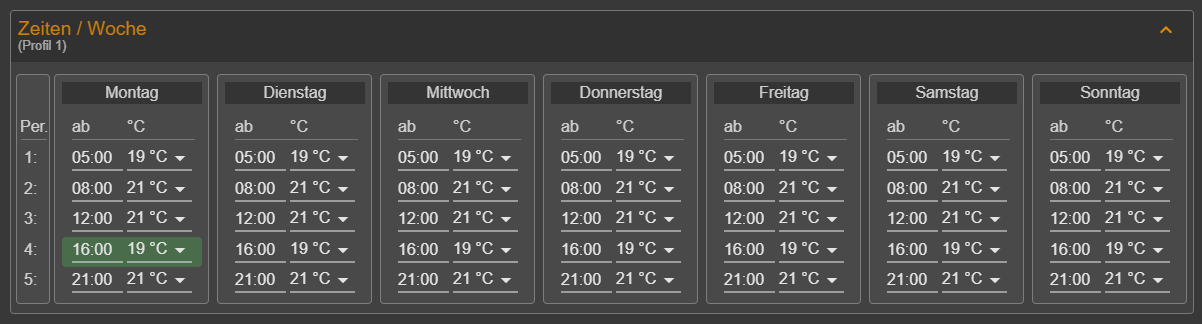 Zeiten / Woche
(Profil 1)
Montag Dienstag Mittwoch Donnerstag Freitag Samstag Sonntag
Per. ab °C ab °C ab °C ab °C ab °C ab °C ab °C
1: 05:00 19 °C 05:00 19 °C 05:00 19 °C 05:00 19 °C 05:00 19 °C 05:00 19 °C 05:00 19 °C
2: 08:00 21 °C 08:00 21 °C 08:00 21 °C 08:00 21 °C 08:00 21 °C 08:00 21 °C 08:00 21 °C
3: 12:00 21 °C 12:00 21 °C 12:00 21 °C 12:00 21 °C 12:00 21 °C 12:00 21 °C 12:00 21 °C
4: 16:00 19 °C 16:00 19 °C 16:00 19 °C 16:00 19 °C 16:00 19 °C 16:00 19 °C 16:00 19 °C
5: 21:00 21 °C 21:00 21 °C 21:00 21 °C 21:00 21 °C 21:00 21 °C 21:00 21 °C 21:00 21 °C